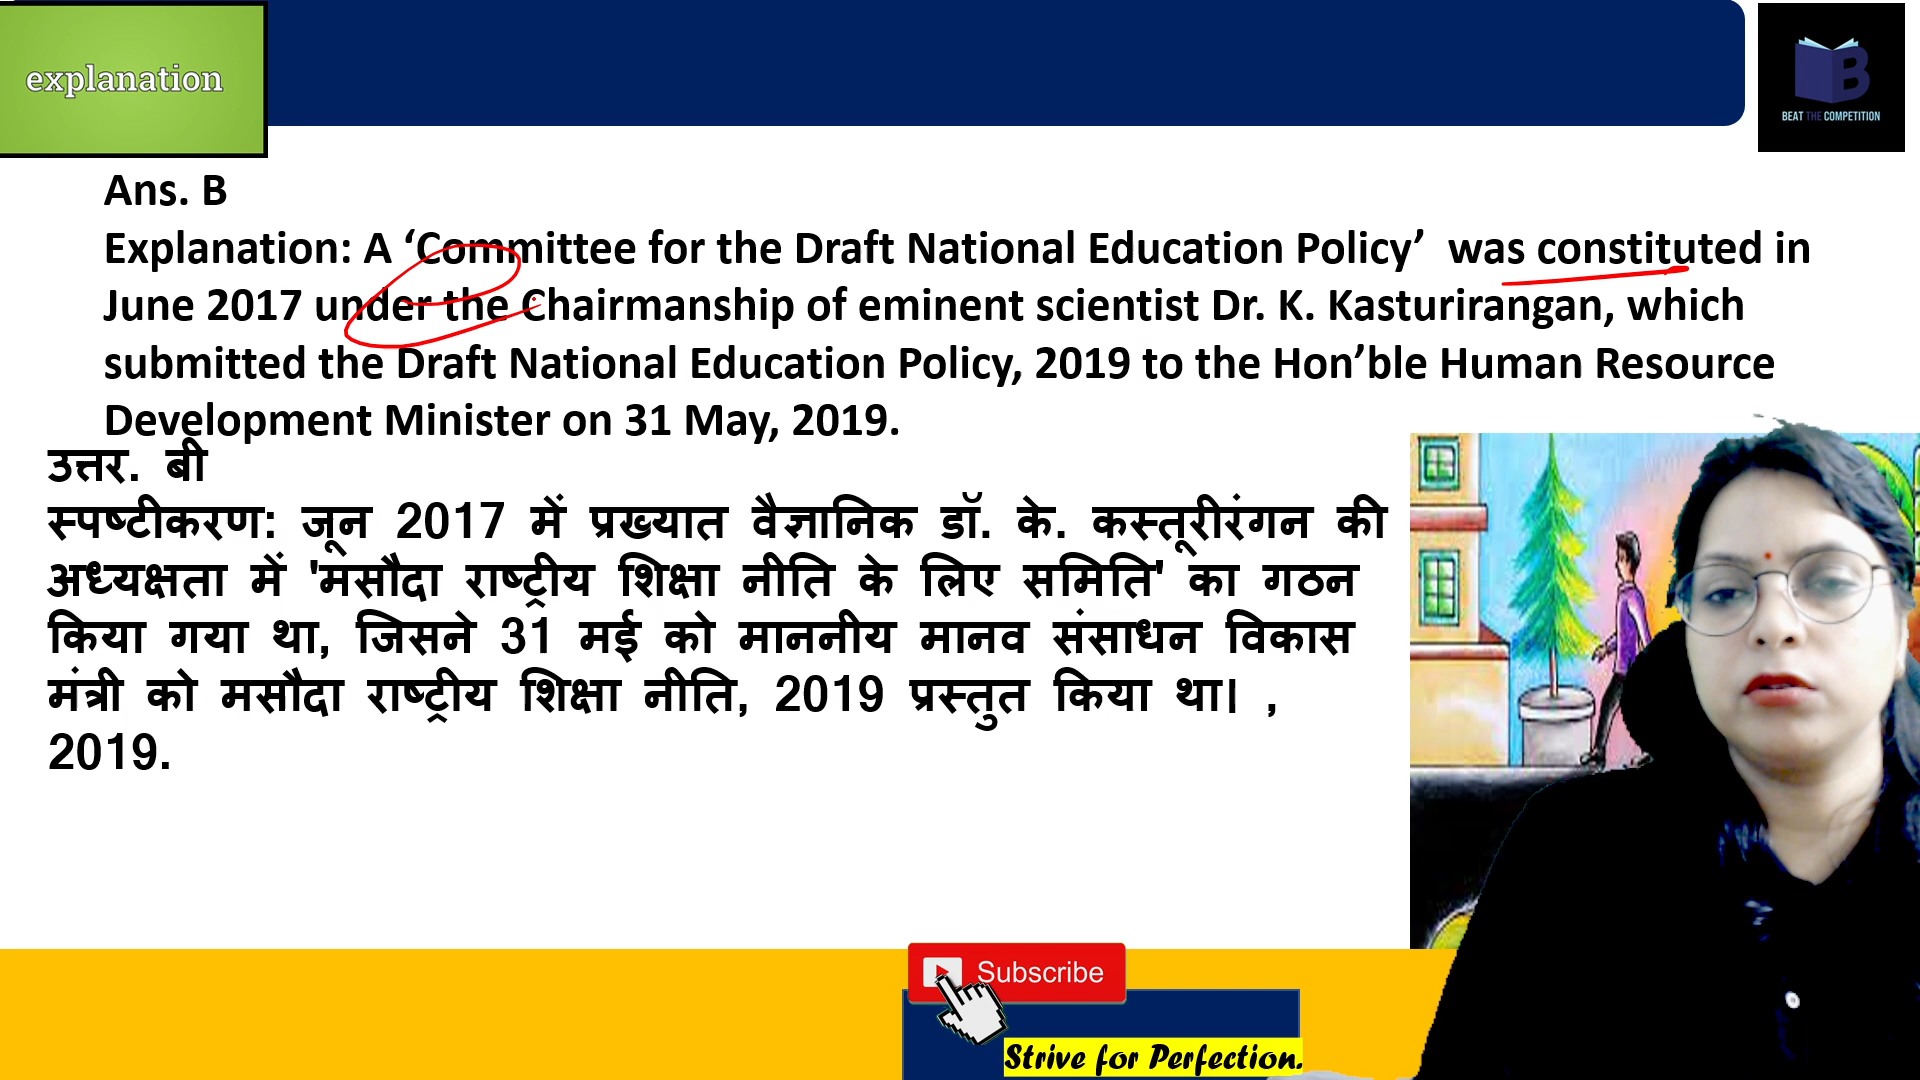 explanation
BEAT THE COMPETITION
Ans. B
Explanation: A ‘Committee for the Draft National Education Policy’ was constituted in
June 2017 under the Chairmanship of eminent scientist Dr. K. Kasturirangan, which
submitted the Draft National Education Policy, 2019 to the Hon’ble Human Resource
Development Minister on 31 May, 2019.
उत्तर. बी
स्पष्टीकरण: जून 2017 में प्रख्यात वैज्ञानिक डॉ. के. कस्तूरीरंगन की
अध्यक्षता में 'मसौदा राष्ट्रीय शिक्षा नीति के लिए समिति' का गठन
किया गया था, जिसने 31 मई को माननीय मानव संसाधन विकास
मंत्री को मसौदा राष्ट्रीय शिक्षा नीति, 2019 प्रस्तुत किया था। ,
2019.
Subscribe
Strive for Perfection.